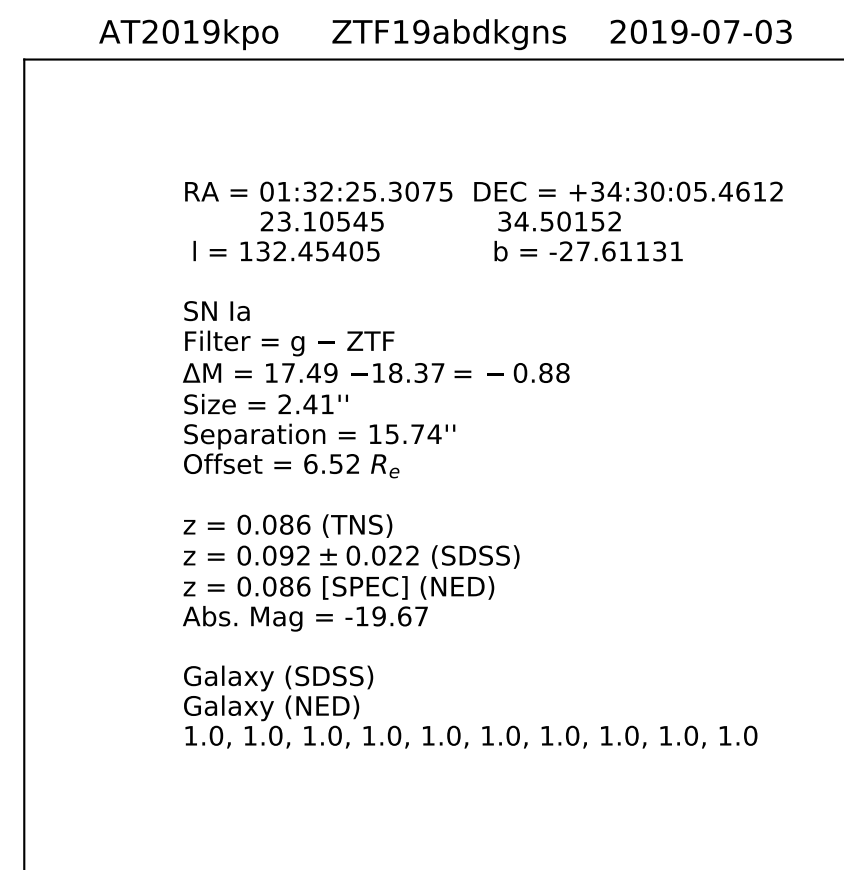 AT2019kpo ZTF19abdkgns 2019-07-03
RA = 01:32:25.3075 DEC = +34:30:05.4612
23.10545 34.50152
l = 132.45405 b = -27.61131
SN Ia
Filter = g − ZTF
ΔM = 17.49 −18.37 = − 0.88
Size = 2.41''
Separation = 15.74''
Offset = 6.52 Rₑ
z = 0.086 (TNS)
z = 0.092 ± 0.022 (SDSS)
z = 0.086 [SPEC] (NED)
Abs. Mag = -19.67
Galaxy (SDSS)
Galaxy (NED)
1.0, 1.0, 1.0, 1.0, 1.0, 1.0, 1.0, 1.0, 1.0, 1.0